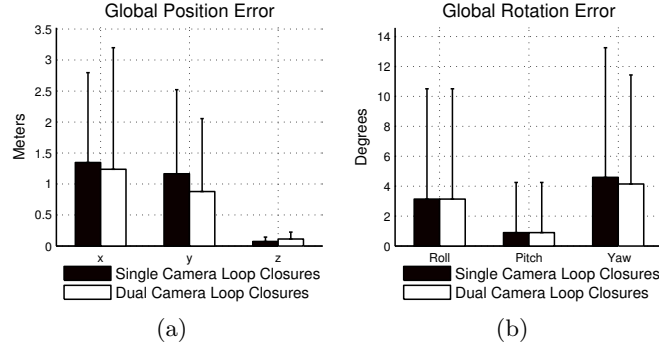 Global Position Error
3.5
3
2.5
2
1.5
1
0.5
0
Meters
x y z
Single Camera Loop Closures
Dual Camera Loop Closures
(a)
Global Rotation Error
14
12
10
8
6
4
2
0
Degrees
Roll Pitch Yaw
Single Camera Loop Closures
Dual Camera Loop Closures
(b)